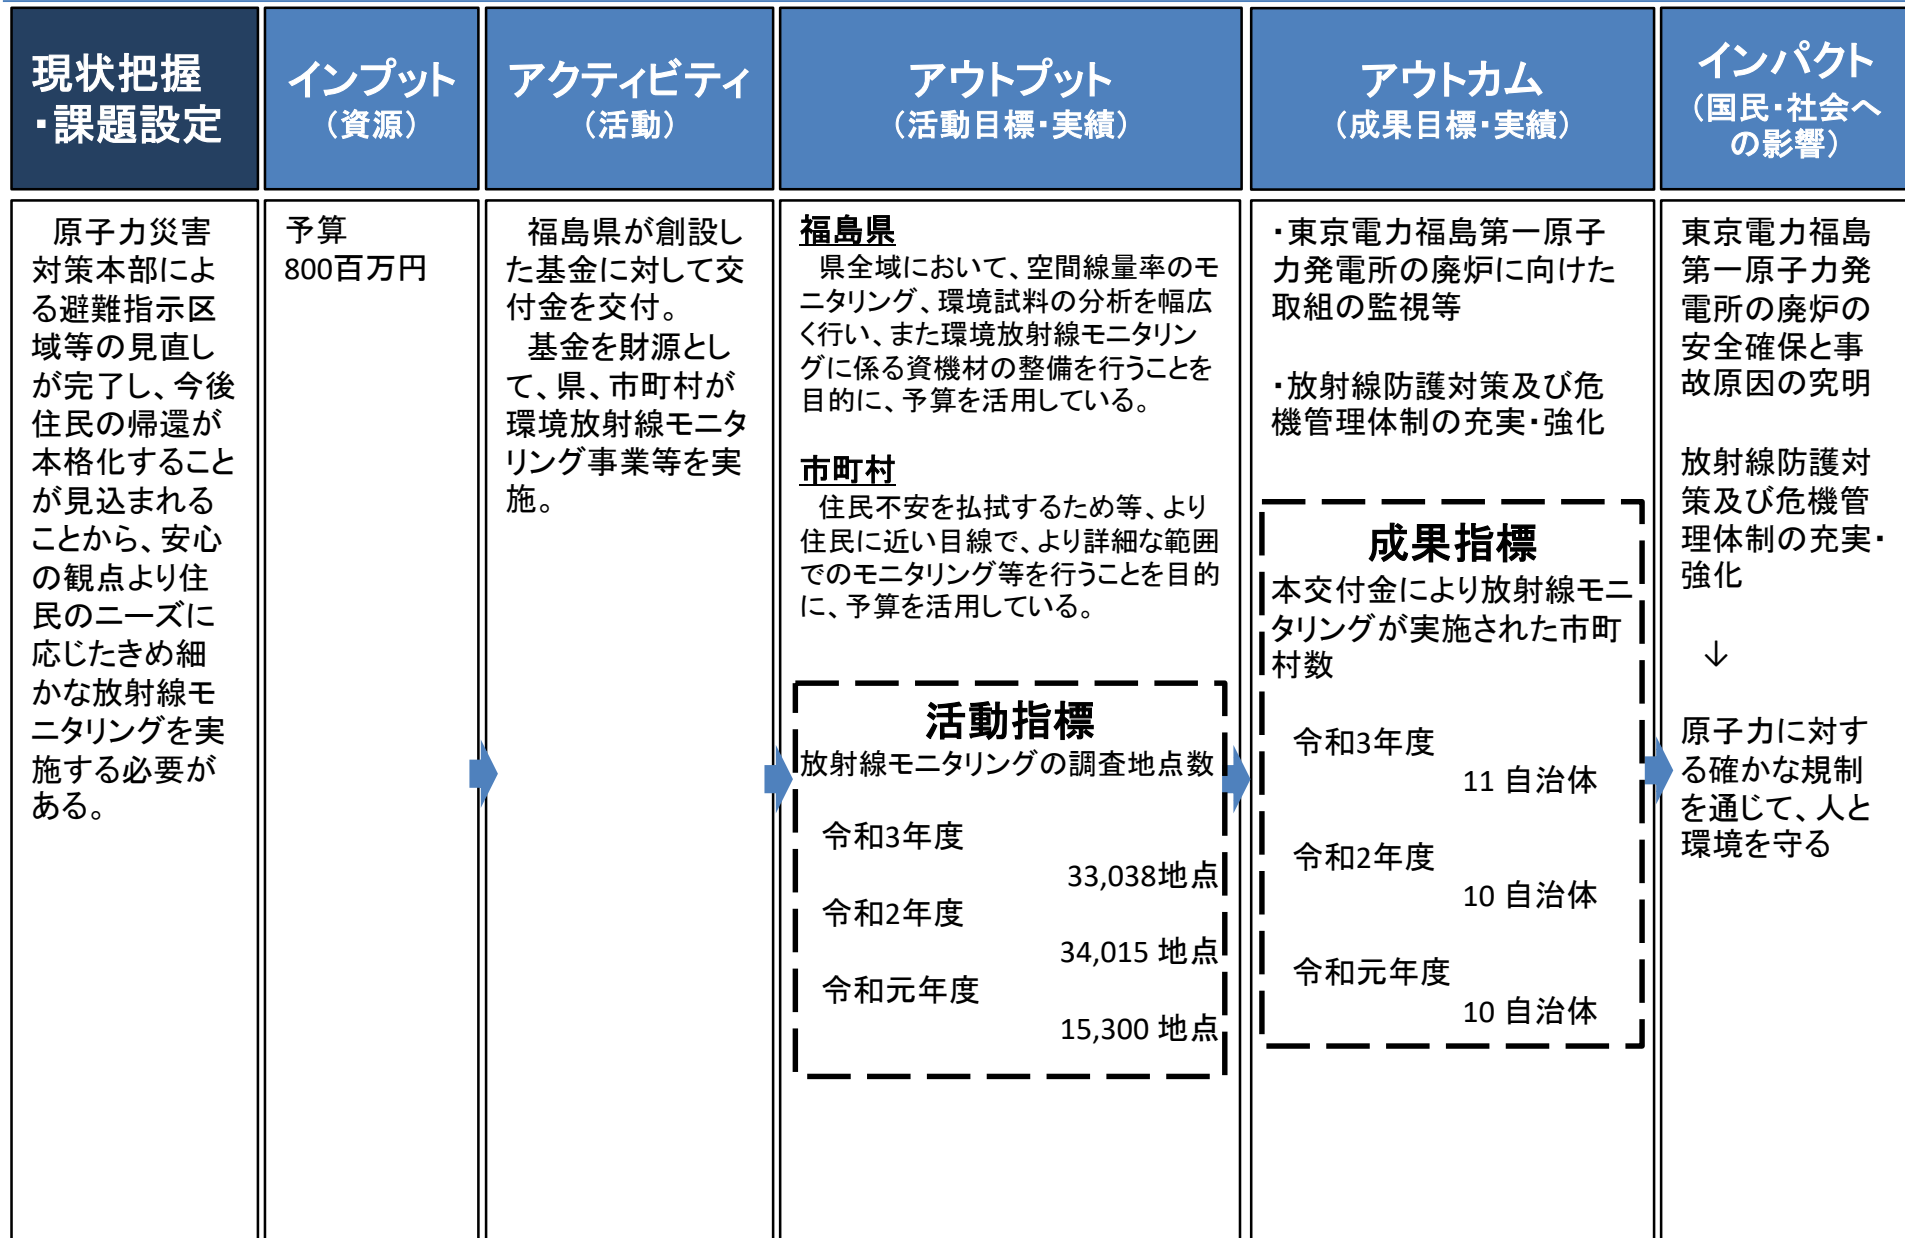 現状把握
・課題設定
インプット
（資源）
アクティビティ
（活動）
アウトプット
（活動目標・実績）
アウトカム
（成果目標・実績）
インパクト
（国民・社会へ
の影響）
原子力災害
対策本部によ
る避難指示区
域等の見直し
が完了し、今後
住民の帰還が
本格化すること
が見込まれる
ことから、安心
の観点より住
民のニーズに
応じたきめ細
かな放射線モ
ニタリングを実
施する必要が
ある。
予算
800百万円
福島県が創設し
た基金に対して交
付金を交付。
基金を財源とし
て、県、市町村が
環境放射線モニタ
リング事業等を実
施。
福島県
県全域において、空間線量率のモ
ニタリング、環境試料の分析を幅広
く行い、また環境放射線モニタリン
グに係る資機材の整備を行うことを
目的に、予算を活用している。
市町村
住民不安を払拭するため等、より
住民に近い目線で、より詳細な範囲
でのモニタリング等を行うことを目的
に、予算を活用している。
活動指標
放射線モニタリングの調査地点数
令和3年度
33,038地点
令和2年度
34,015 地点
令和元年度
15,300 地点
・東京電力福島第一原子
力発電所の廃炉に向けた
取組の監視等
・放射線防護対策及び危
機管理体制の充実・強化
成果指標
本交付金により放射線モニ
タリングが実施された市町
村数
令和3年度
11 自治体
令和2年度
10 自治体
令和元年度
10 自治体
東京電力福島
第一原子力発
電所の廃炉の
安全確保と事
故原因の究明
放射線防護対
策及び危機管
理体制の充実・
強化
↓
原子力に対す
る確かな規制
を通じて、人と
環境を守る